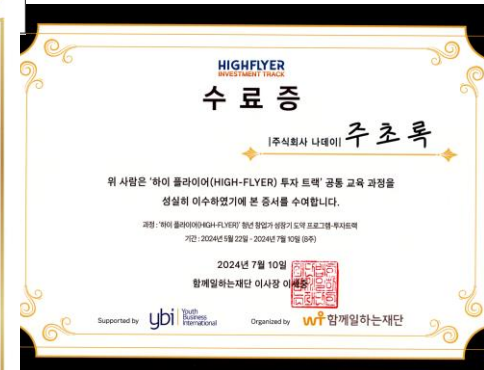 HIGHFLYER
INVESTMENT TRACK
수 료 증
|주식회사 나데이| 주초록
위 사람은 '하이 플라이어(HIGH-FLYER) 투자 트랙' 공통 교육 과정을
성실히 이수하였기에 본 증서를 수여합니다.
과정 : '하이 플라이어(HIGH-FLYER)' 청년 창업가 성장기 도약 프로그램-투자트랙
기간 : 2024년 5월 22일 - 2024년 7월 10일 (8주)
2024년 7월 10일
함께일하는재단 이사장 이세중
Supported by ybi Youth Business International Organized by 함께일하는재단